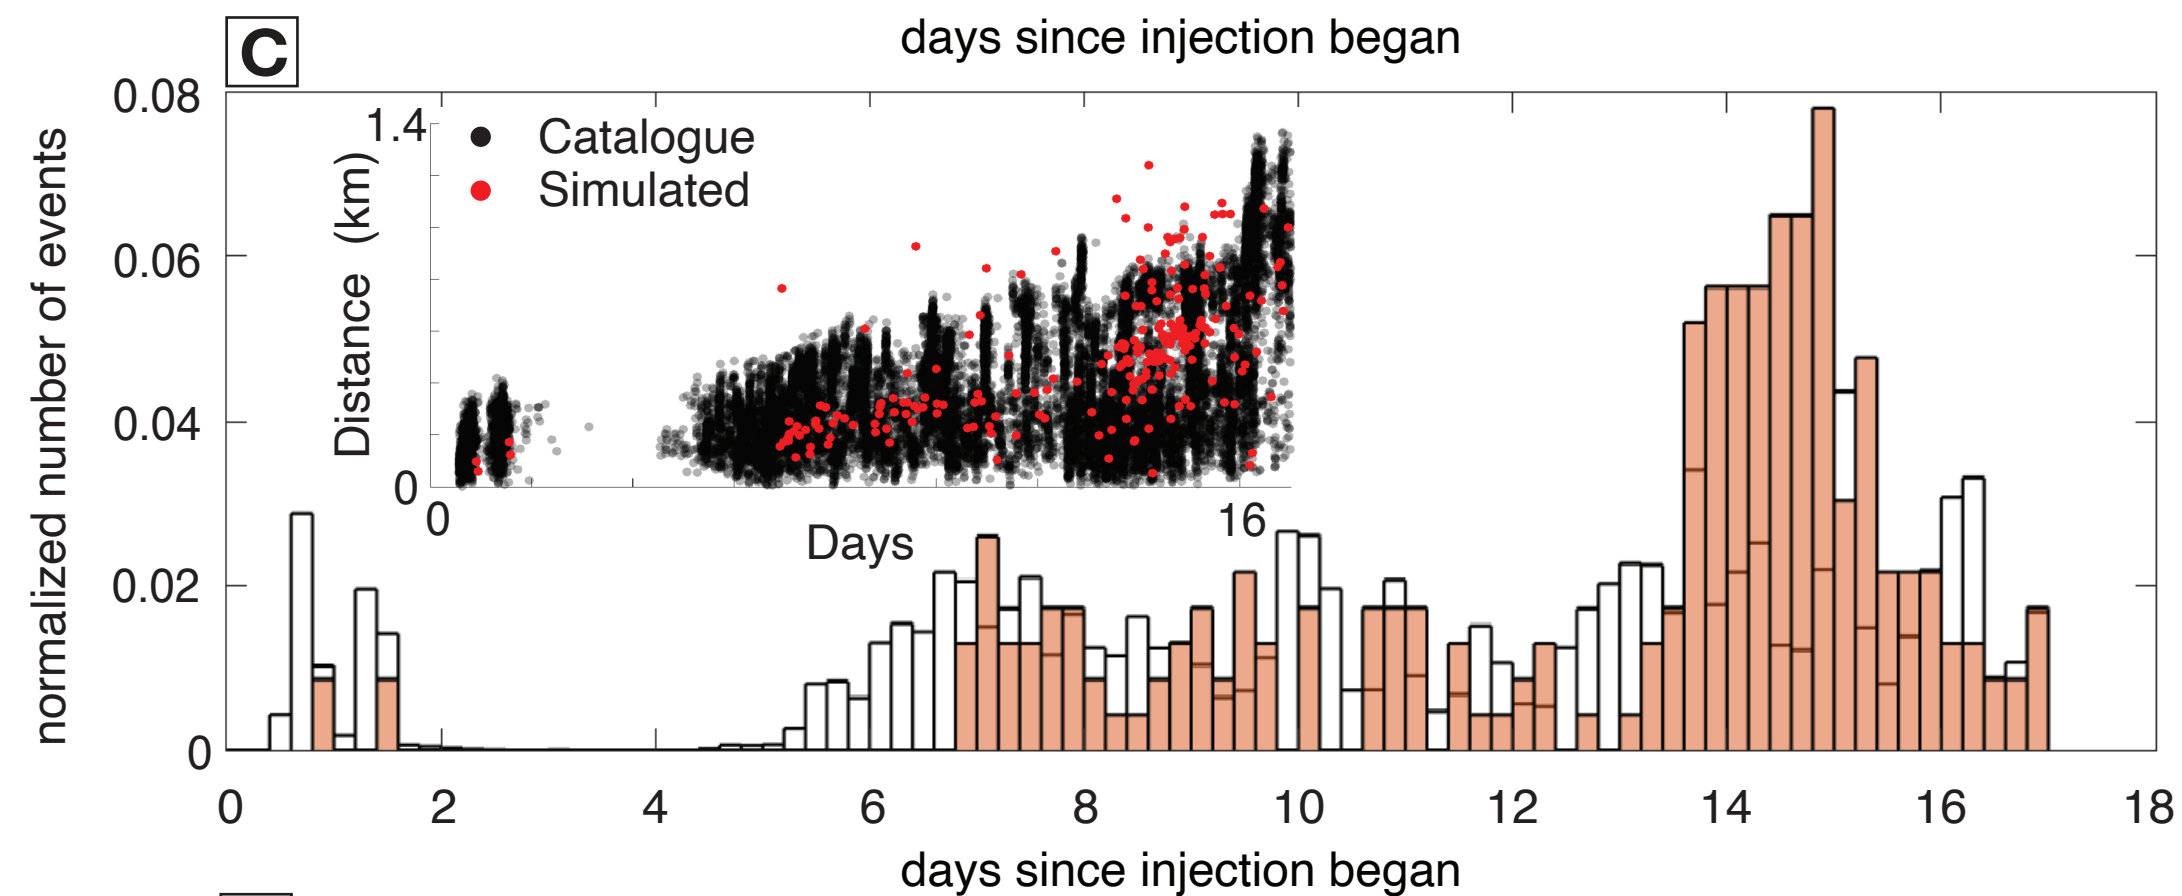 days since injection began
C
0.08
0.06
0.04
0.02
0
normalized number of events
1.4
0
Distance (km)
Catalogue
Simulated
0 16
Days
0 2 4 6 8 10 12 14 16 18
days since injection began